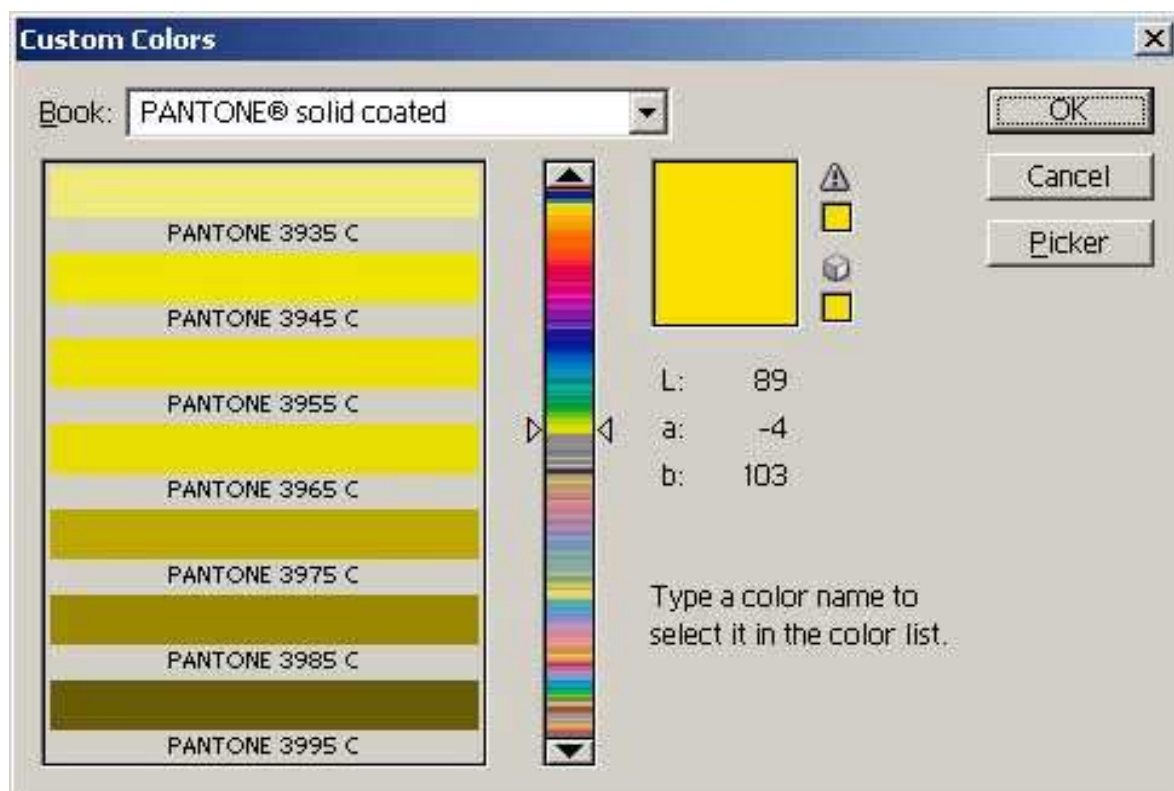 Custom Colors
Book: PANTONE® solid coated
OK
Cancel
Picker
PANTONE 3935 C
PANTONE 3945 C
PANTONE 3955 C
PANTONE 3965 C
PANTONE 3975 C
PANTONE 3985 C
PANTONE 3995 C
L: 89
a: -4
b: 103
Type a color name to
select it in the color list.